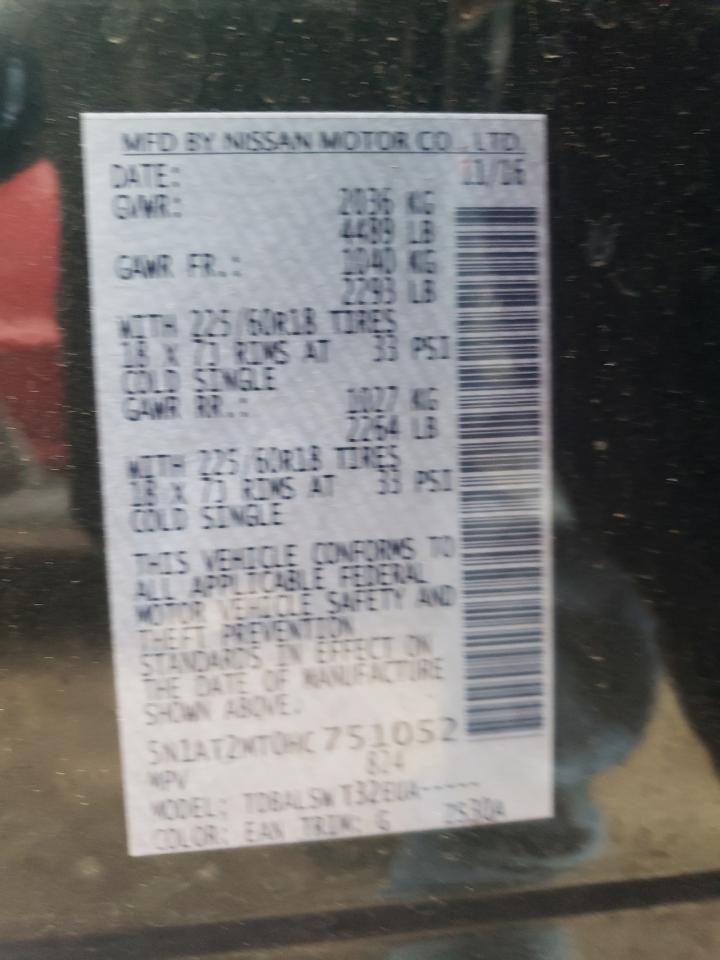 MFD BY NISSAN MOTOR CO., LTD.
DATE: 11/16
GVWR: 2036 KG
4489 LB
GAWR FR.: 1040 KG
2293 LB
WITH 225/60R18 TIRES
18 X 7J RIMS AT 33 PSI
COLD SINGLE
GAWR RR.: 1027 KG
2264 LB
WITH 225/60R18 TIRES
18 X 7J RIMS AT 33 PSI
COLD SINGLE
THIS VEHICLE CONFORMS TO
ALL APPLICABLE FEDERAL
MOTOR VEHICLE SAFETY AND
THEFT PREVENTION
STANDARDS IN EFFECT ON
THE DATE OF MANUFACTURE
SHOWN ABOVE.
5N1AT2MT0HC751052
MPV 824
MODEL: T32EUA-----
COLOR: EAN TRIM: G